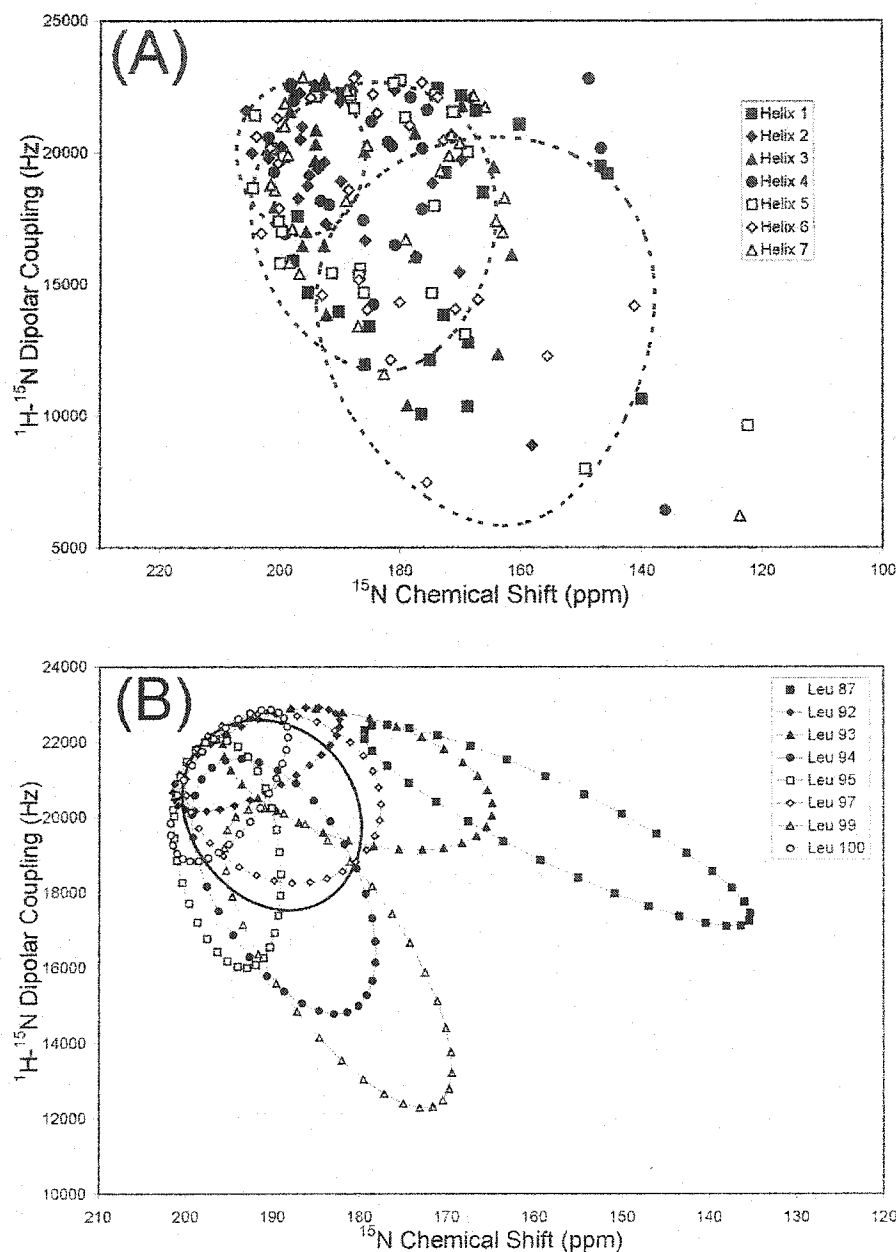 (A)
25000
20000
15000
10000
5000
¹H-¹⁵N Dipolar Coupling (Hz)
Helix 1
Helix 2
Helix 3
Helix 4
Helix 5
Helix 6
Helix 7
220 200 180 160 140 120 100
¹⁵N Chemical Shift (ppm)
(B)
24000
22000
20000
18000
16000
14000
12000
10000
¹H-¹⁵N Dipolar Coupling (Hz)
Leu 87
Leu 92
Leu 93
Leu 94
Leu 95
Leu 97
Leu 99
Leu 100
210 200 190 180 170 160 150 140 130 120
¹⁵N Chemical Shift (ppm)